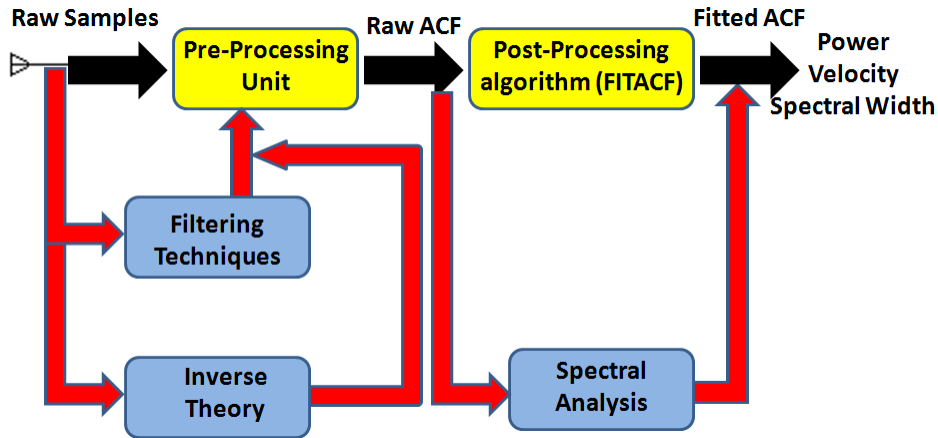 Raw Samples
Pre-Processing
Unit
Raw ACF
Post-Processing
algorithm (FITACF)
Fitted ACF
Power
Velocity
Spectral Width
Filtering
Techniques
Inverse
Theory
Spectral
Analysis